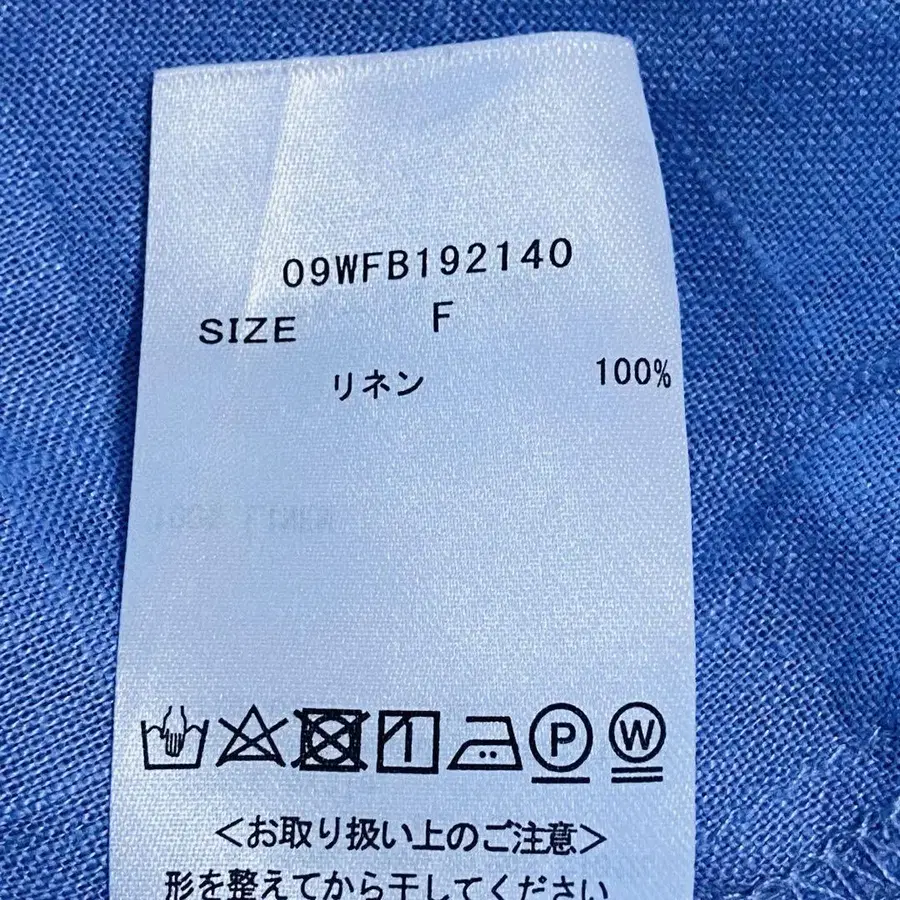 09WFB192140
SIZE F
リネン 100%
P W
<お取り扱い上のご注意>
形を整えてから干してください